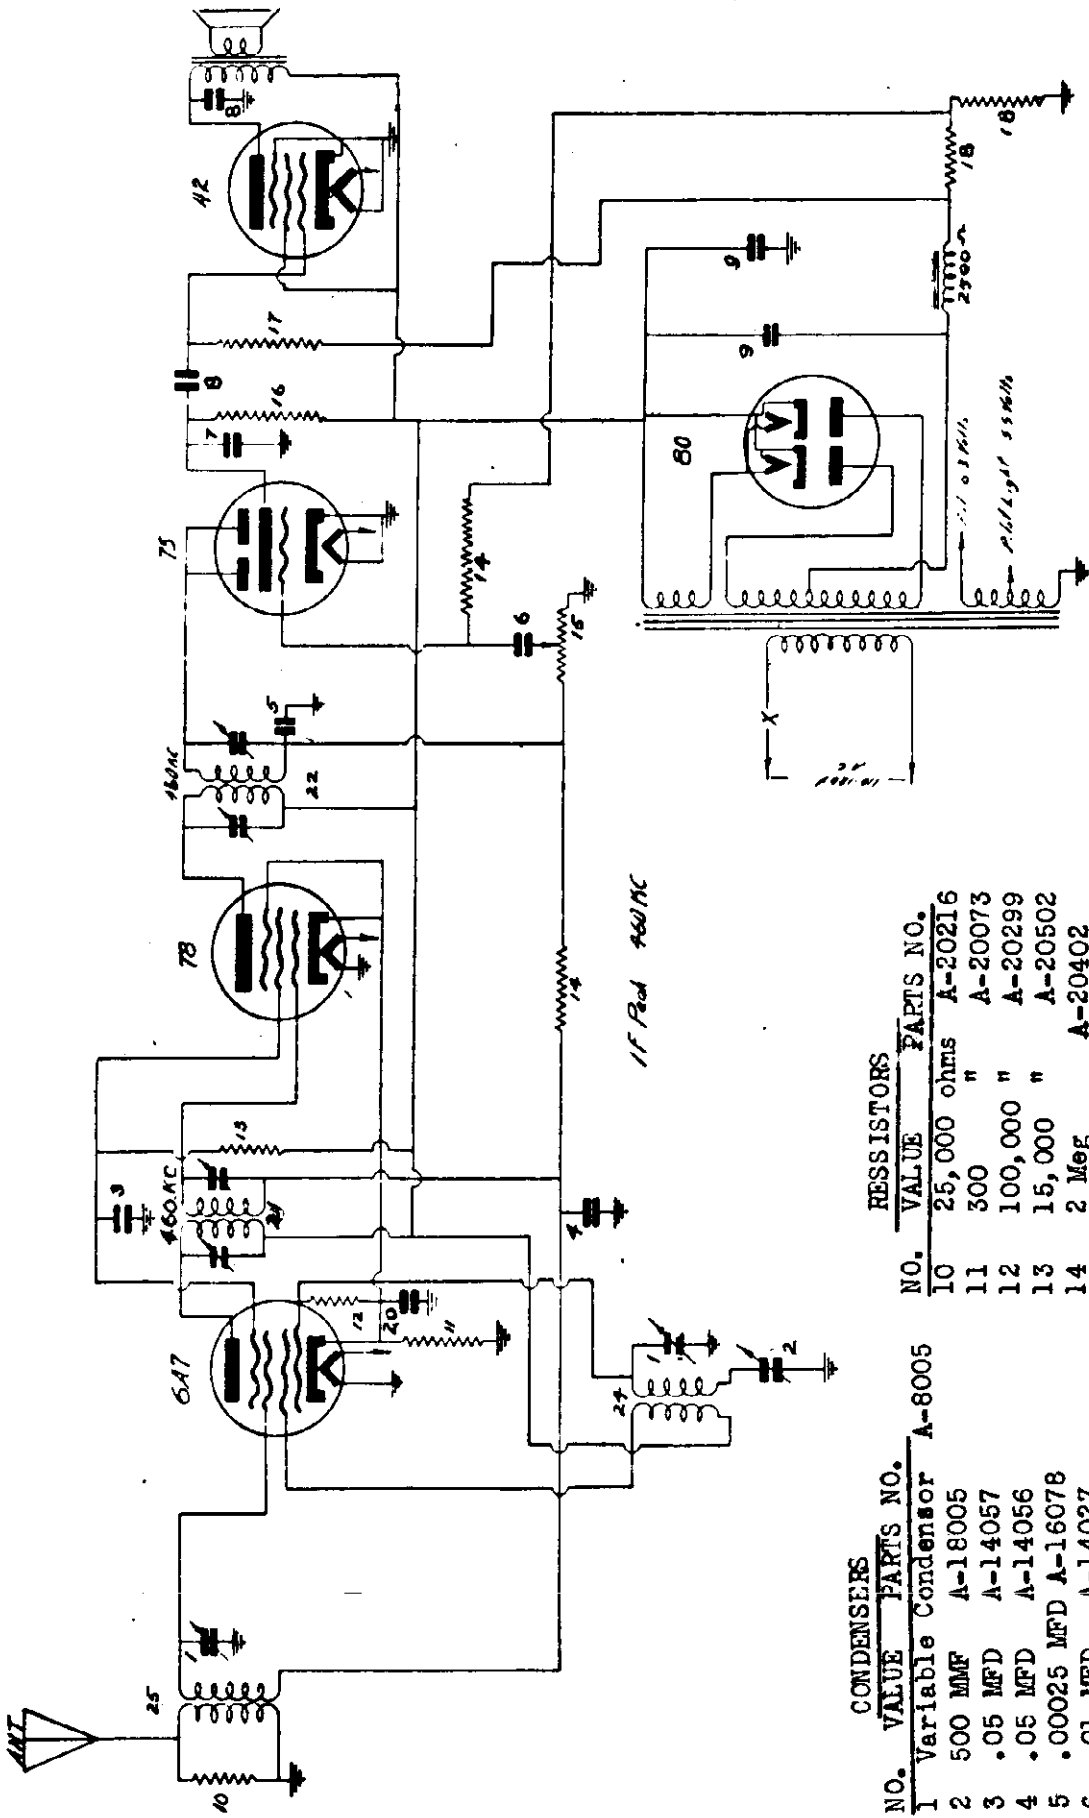 ANT
25
10
1
6A7
12
20
11
24
1
2
3
460.KC
13
4
78
14
460KC
22
5
75
7
16
8
17
42
8
14
6
15
80
9
9
2500 Ω
18
18
Pilot Light
X
IF Peak 460 KC
CONDENSERS
NO. VALUE PARTS NO.
1 Variable Condensor A-8005
2 500 MMF A-18005
3 .05 MFD A-14057
4 .05 MFD A-14056
5 .00025 MFD A-16078
RESSISTORS
NO. VALUE PARTS NO.
10 25,000 ohms A-20216
11 300 " A-20073
12 100,000 " A-20299
13 15,000 " A-20502
14 2 Meg A-20402